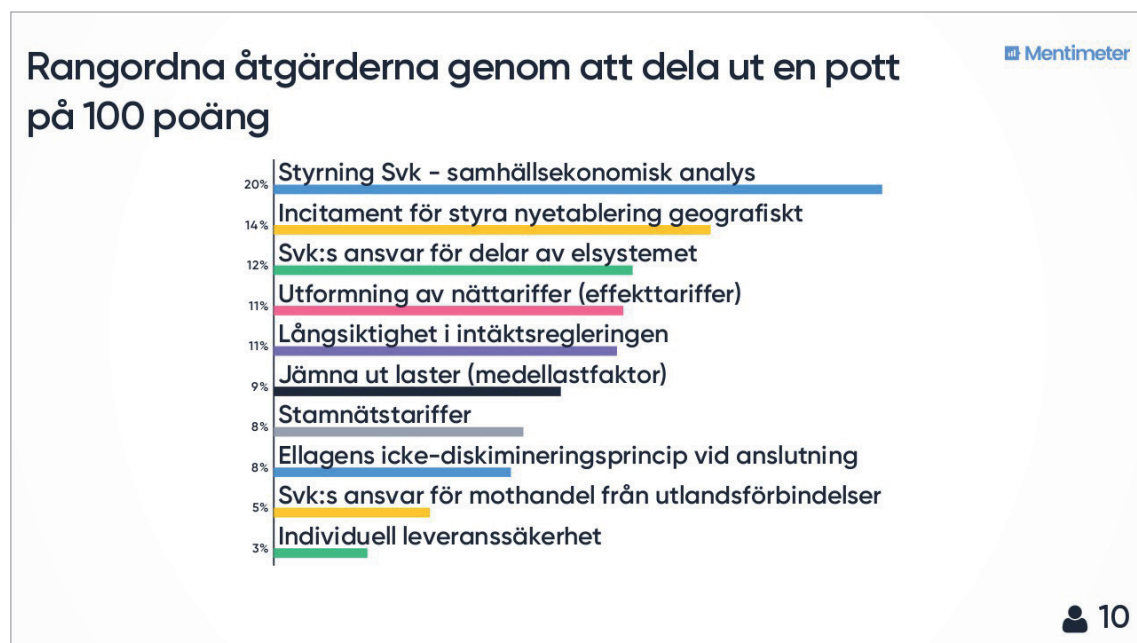 Rangordna åtgärderna genom att dela ut en pott
på 100 poäng
Mentimeter
Styrning Svk - samhällsekonomisk analys
20%
Incitament för styra nyetablering geografiskt
14%
Svk:s ansvar för delar av elsystemet
12%
Utformning av nättariffer (effekttariffer)
11%
Långsiktighet i intäktsregleringen
11%
Jämna ut laster (medellastfaktor)
9%
Stamnätstariffer
8%
Ellagens icke-diskimineringsprincip vid anslutning
8%
Svk:s ansvar för mothandel från utlandsförbindelser
5%
Individuell leveranssäkerhet
3%
10